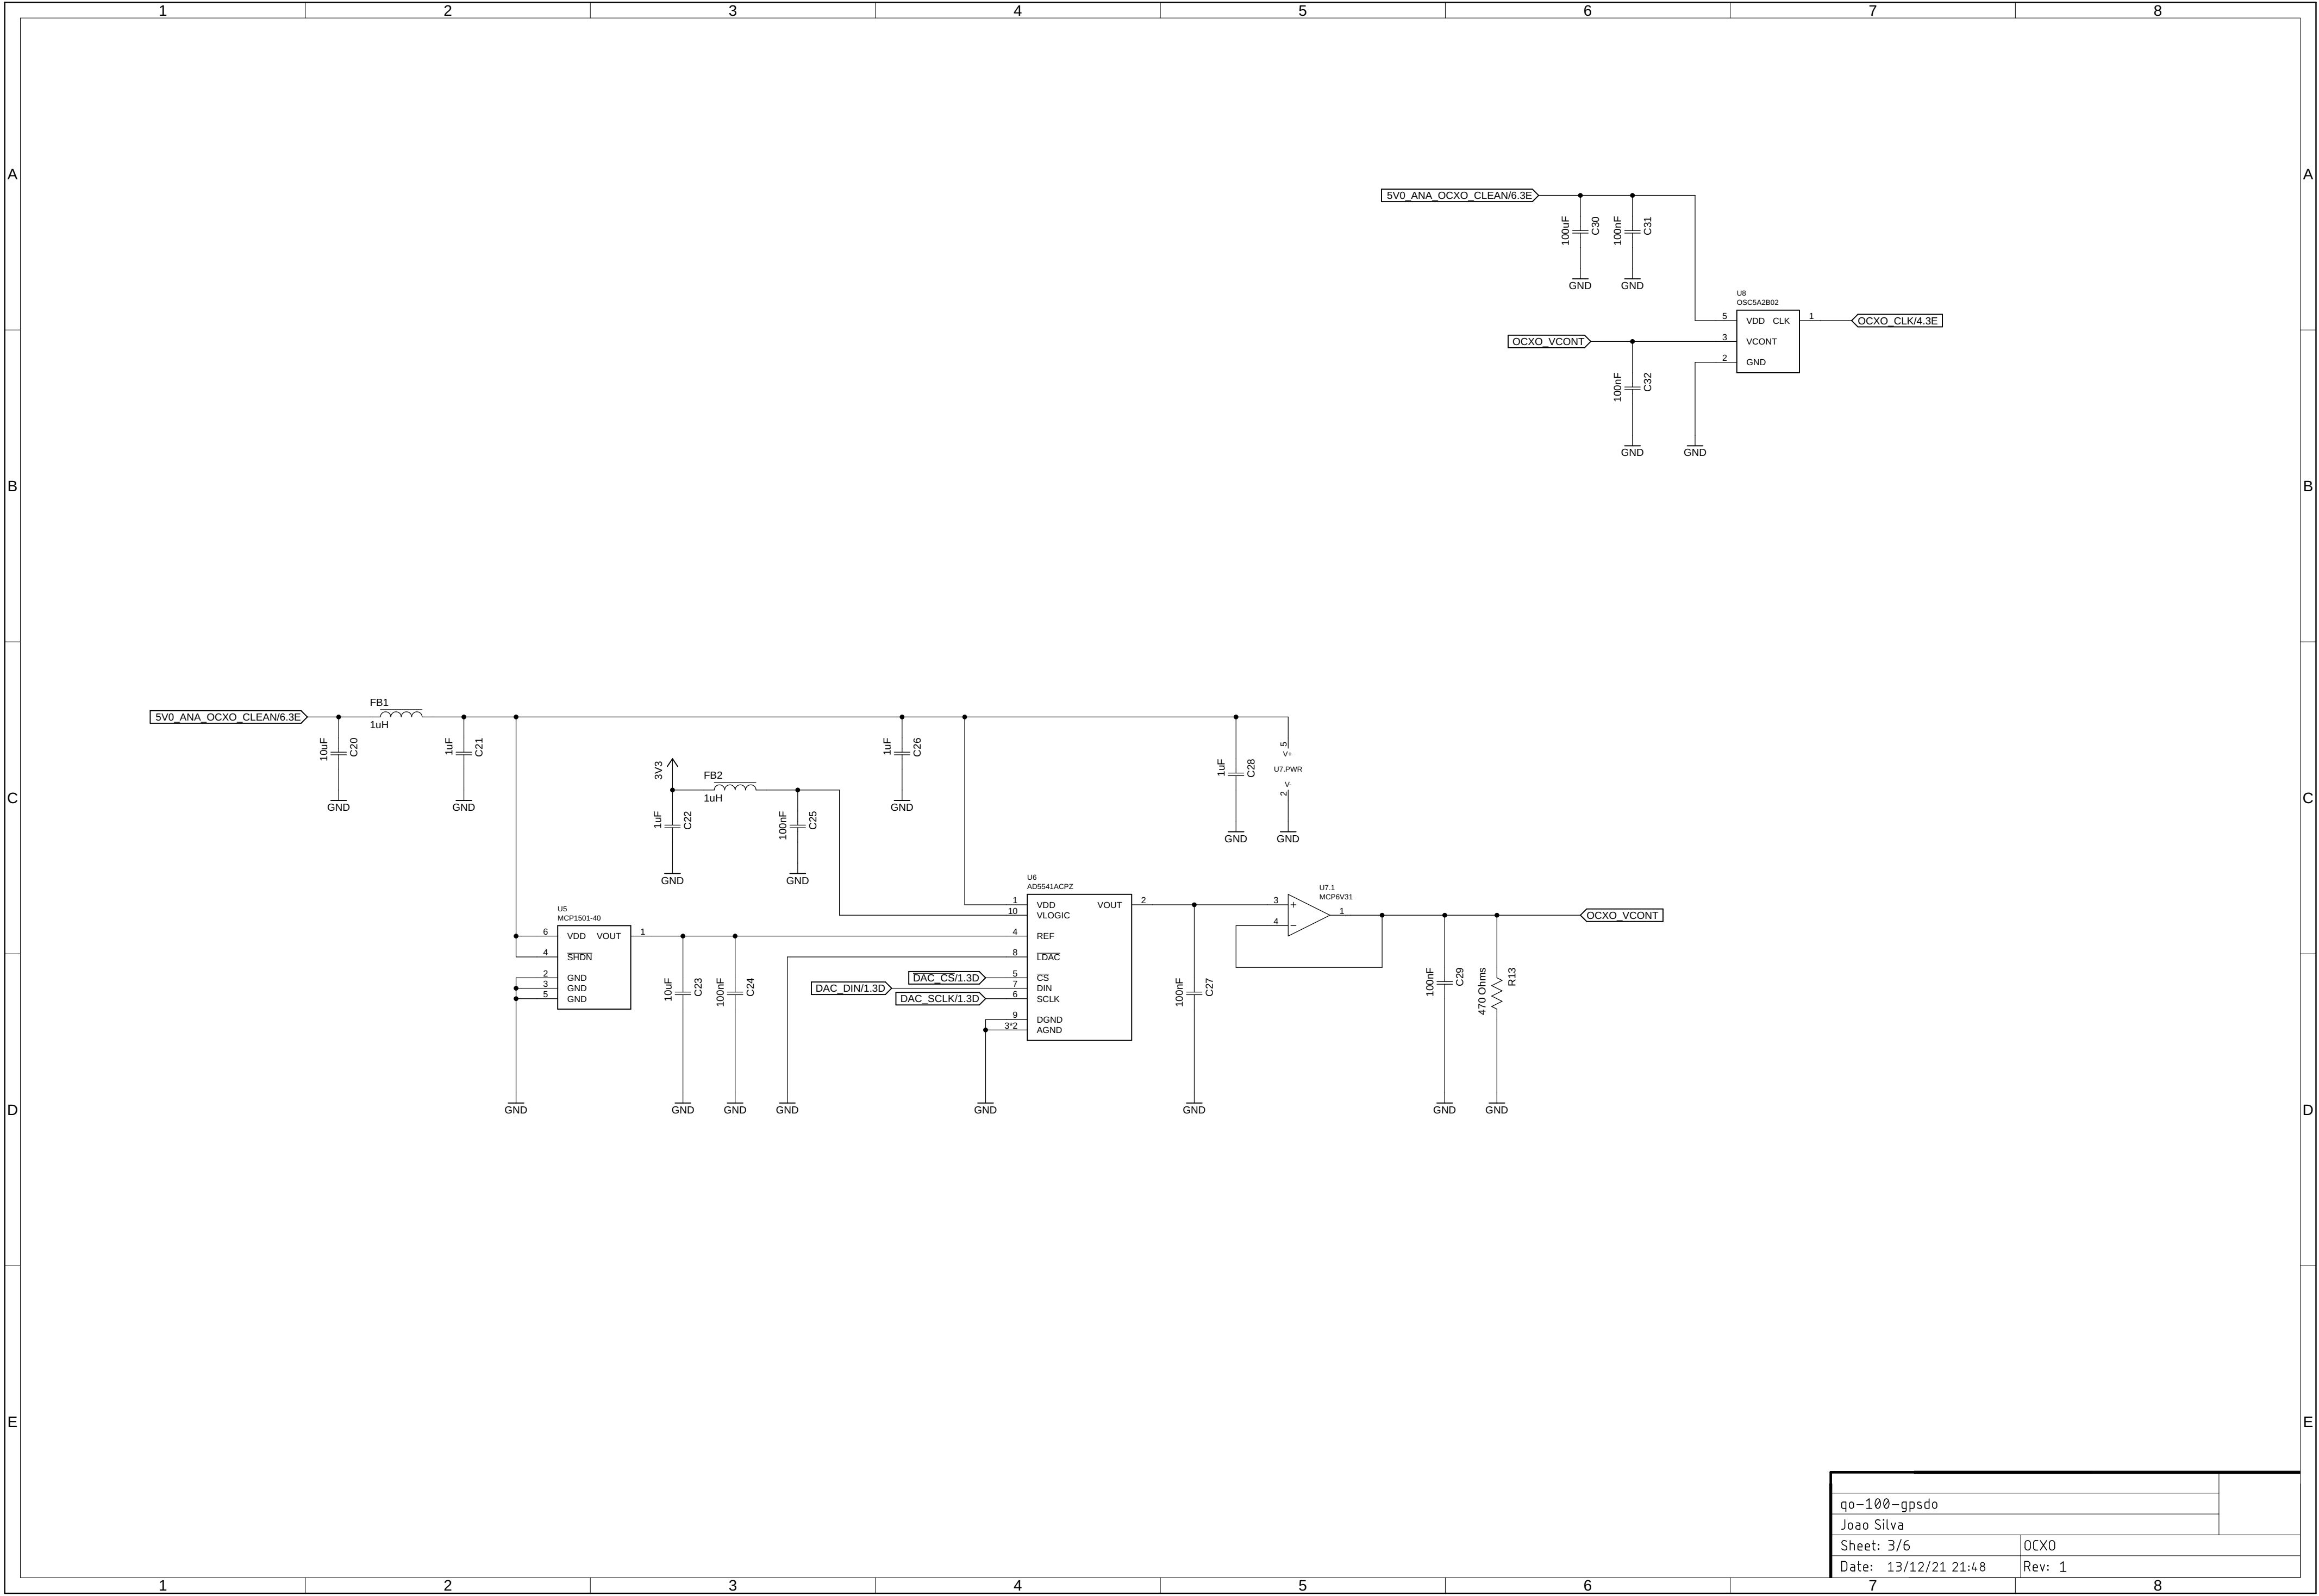 1 2 3 4 5 6 7 8
A A
5V0_ANA_OCXO_CLEAN/6.3E
100uF C30 100nF C31
GND GND
U8
OSC5A2B02
5 VDD CLK 1 OCXO_CLK/4.3E
OCXO_VCONT 3 VCONT
2 GND
100nF C32
GND GND
B B
FB1
5V0_ANA_OCXO_CLEAN/6.3E
1uH
10uF C20 1uF C21 1uF C26 1uF C28
5
V+
U7.PWR
V-
2
3V3
FB2
1uH
C C
GND GND GND
1uF C22 100nF C25
GND GND
GND GND
U6
AD5541ACPZ
U7.1
MCP6V31
1 VDD VOUT 2 3
10 VLOGIC
1 OCXO_VCONT
4
U5
MCP1501-40
6 VDD VOUT 1 4 REF
4 SHDN 8 LDAC
2 GND DAC_CS/1.3D 5 CS
3 GND DAC_DIN/1.3D 7 DIN
5 GND DAC_SCLK/1.3D 6 SCLK
10uF C23 100nF C24 100nF C27 100nF C29 470 Ohms R13
9 DGND
3*2 AGND
GND GND GND GND GND GND GND GND
D D
E E
qo-100-gpsdo
Joao Silva
Sheet: 3/6 OCXO
Date: 13/12/21 21:48 Rev: 1
1 2 3 4 5 6 7 8